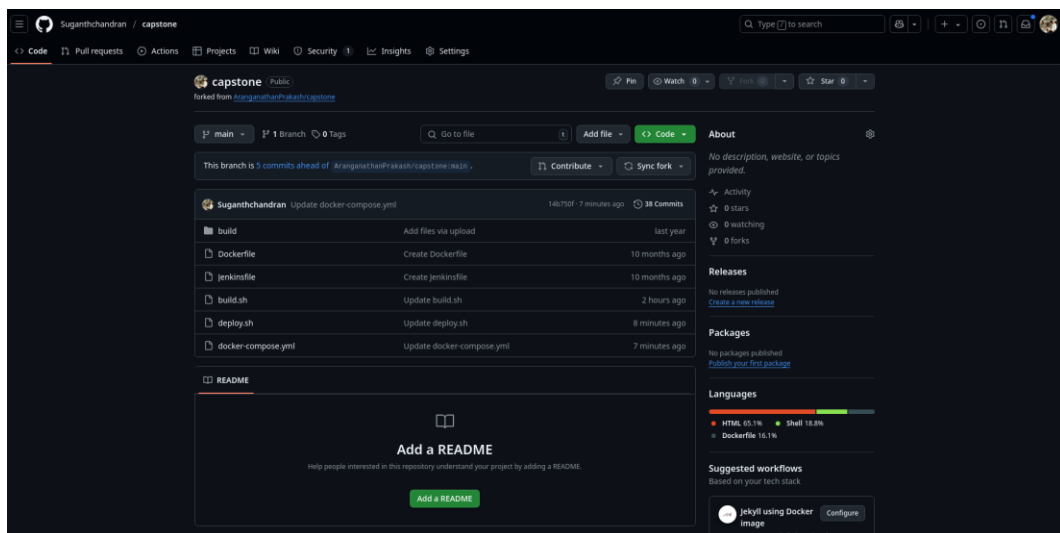 Suganthchandran / capstone
Type / to search
Code Pull requests Actions Projects Wiki Security 1 Insights Settings
capstone Public
Pin Watch 0 Fork Star 0
forked from AranganathanPrakash/capstone
main 1 Branch 0 Tags Go to file t Add file Code
This branch is 5 commits ahead of AranganathanPrakash/capstone:main .
Contribute Sync fork
Suganthchandran Update docker-compose.yml 14b750f · 7 minutes ago 38 Commits
build Add files via upload last year
Dockerfile Create Dockerfile 10 months ago
Jenkinsfile Create Jenkinsfile 10 months ago
build.sh Update build.sh 2 hours ago
deploy.sh Update deploy.sh 8 minutes ago
docker-compose.yml Update docker-compose.yml 7 minutes ago
README
Add a README
Help people interested in this repository understand your project by adding a README.
Add a README
About
No description, website, or topics
provided.
Activity
0 stars
0 watching
0 forks
Releases
No releases published
Create a new release
Packages
No packages published
Publish your first package
Languages
HTML 65.1% Shell 18.8%
Dockerfile 16.1%
Suggested workflows
Based on your tech stack
Jekyll using Docker
image
Configure